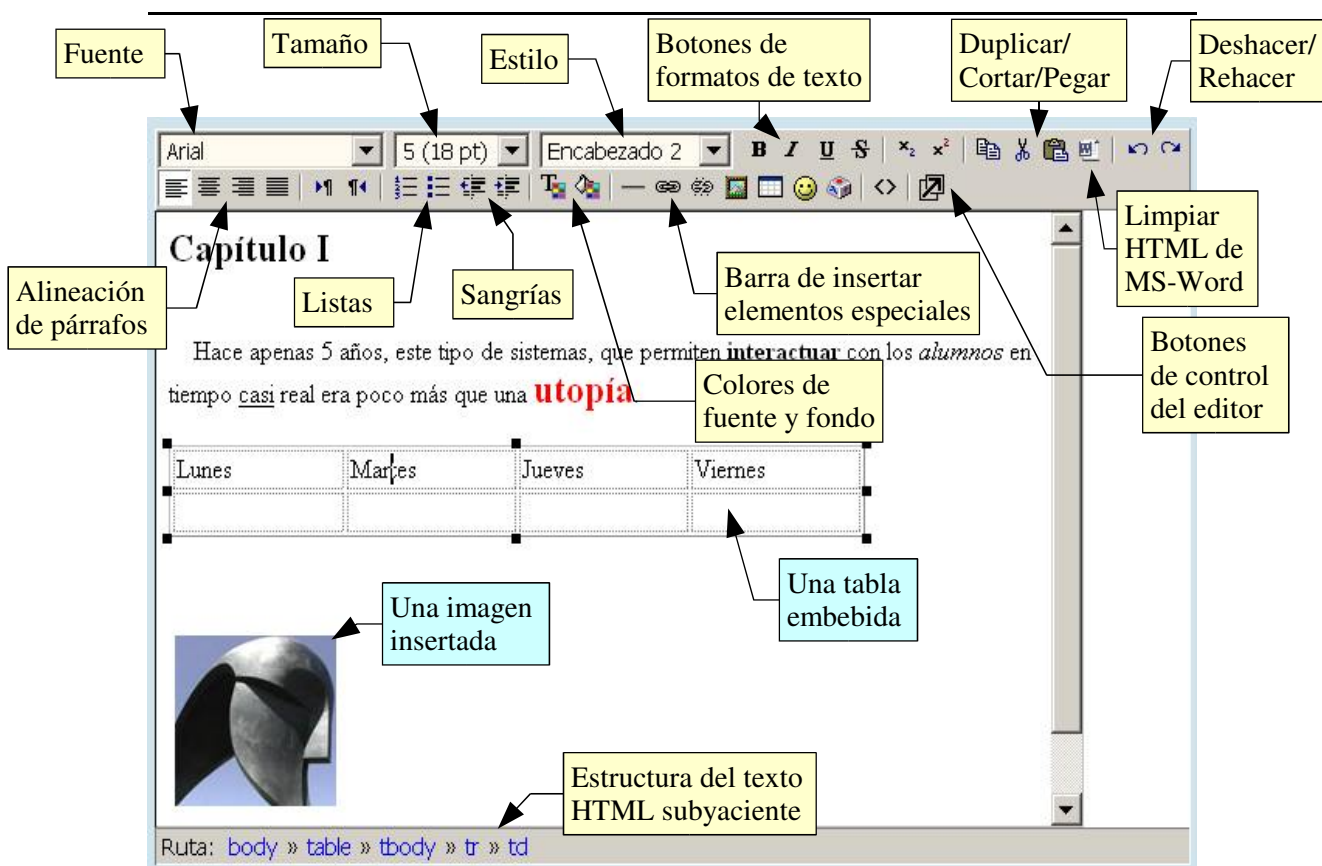 Fuente
Tamaño
Estilo
Botones de
formatos de texto
Duplicar/
Cortar/Pegar
Deshacer/
Rehacer
Arial
5 (18 pt)
Encabezado 2
B I U S x₂ x²
Capítulo I
Alineación
de párrafos
Listas
Sangrías
Barra de insertar
elementos especiales
Limpiar
HTML de
MS-Word
Hace apenas 5 años, este tipo de sistemas, que permiten interactuar con los alumnos en
tiempo casi real era poco más que una utopía
Colores de
fuente y fondo
Botones
de control
del editor
Lunes Martes Jueves Viernes
Una imagen
insertada
Una tabla
embebida
Estructura del texto
HTML subyaciente
Ruta: body » table » tbody » tr » td